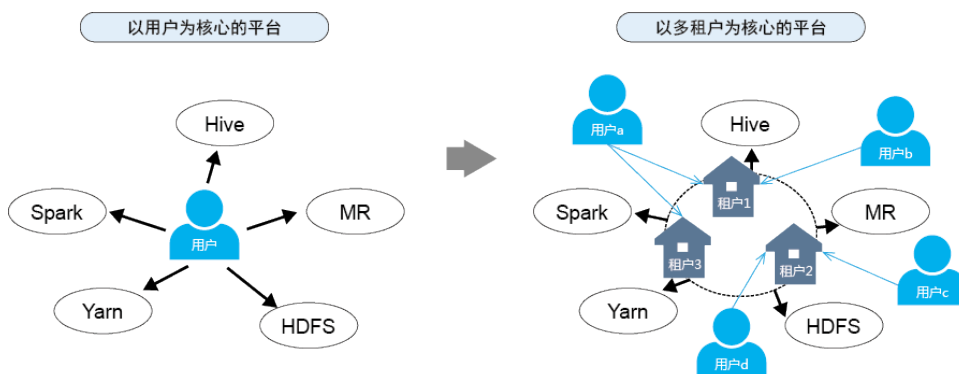 以用户为核心的平台
Hive
Spark
MR
用户
Yarn
HDFS
以多租户为核心的平台
用户a
Hive
用户b
租户1
Spark
MR
租户3
租户2
用户c
Yarn
HDFS
用户d